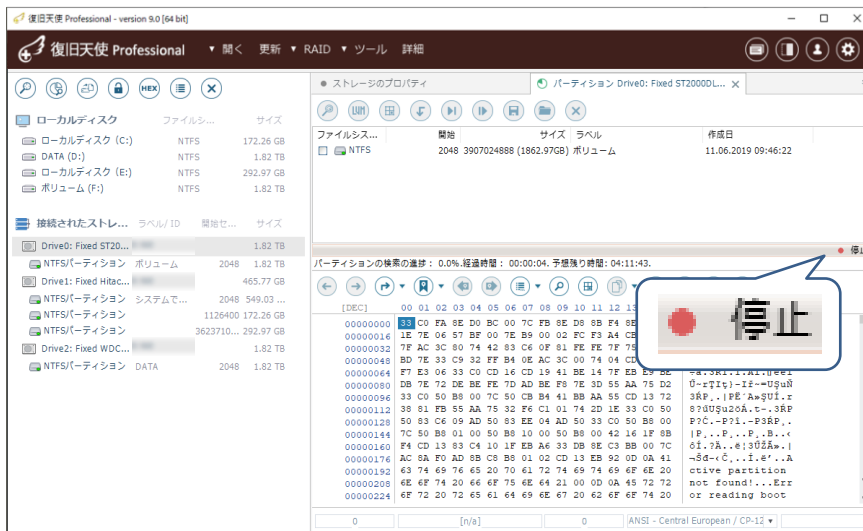 復旧天使 Professional - version 9.0 [64 bit]
復旧天使 Professional ▼ 開く 更新 ▼ RAID ▼ ツール 詳細
ストレージのプロパティ パーティション Drive0: Fixed ST2000DL...
HEX LVM
ローカルディスク ファイルシ... サイズ
ローカルディスク (C:) NTFS 172.26 GB
DATA (D:) NTFS 1.82 TB
ローカルディスク (E:) NTFS 292.97 GB
ボリューム (F:) NTFS 1.82 TB
ファイルシス... 開始 サイズ ラベル 作成日
NTFS 2048 3907024888 (1862.97GB) ボリューム 11.06.2019 09:46:22
接続されたストレ... ラベル/ ID 開始セ... サイズ
Drive0: Fixed ST20... 1.82 TB
NTFSパーティション ボリューム 2048 1.82 TB
Drive1: Fixed Hitac... 465.77 GB
NTFSパーティション システムで... 2048 549.03 ...
NTFSパーティション 1126400 172.26 GB
NTFSパーティション 3623710... 292.97 GB
Drive2: Fixed WDC... 1.82 TB
NTFSパーティション DATA 2048 1.82 TB
停止
パーティションの検索の進捗： 0.0%.経過時間： 00:00:04. 予想残り時間: 04:11:43.
停止
[DEC] 00 01 02 03 04 05 06 07 08 09 10 11 12 13
00000000 33 C0 FA 8E D0 BC 00 7C FB 8E D8 8B F4 8E
00000016 1E 7E 06 57 BF 00 7E B9 00 02 FC F3 A4 CB
00000032 7F AC 3C 80 74 42 83 C6 0F 81 FE FE 7F 75
00000048 BD 7E 33 C9 32 FF B4 0E AC 3C 00 74 04 CD
00000064 F7 E3 06 33 C0 CD 16 CD 19 41 BE 14 7F EB E9 BE
00000080 DB 7E 72 DE BE FE 7D AD BE F8 7E 3D 55 AA 75 D2
00000096 33 C0 50 B8 00 7C 50 CB B4 41 BB AA 55 CD 13 72
00000112 38 81 FB 55 AA 75 32 F6 C1 01 74 2D 1E 33 C0 50
00000128 50 83 C6 09 AD 50 83 EE 04 AD 50 33 C0 50 B8 00
00000144 7C 50 B8 01 00 50 B8 10 00 50 B8 00 42 16 1F 8B
00000160 F4 CD 13 83 C4 10 1F EB A6 33 DB 8E C3 BB 00 7C
00000176 AC 8A F0 AD 8B C8 B8 01 02 CD 13 EB 92 0D 0A 41
00000192 63 74 69 76 65 20 70 61 72 74 69 74 69 6F 6E 20 ctive partition
00000208 6E 6F 74 20 66 6F 75 6E 64 21 00 0D 0A 45 72 72 not found!...Err
00000224 6F 72 20 72 65 61 64 69 6E 67 20 62 6F 6F 74 20 or reading boot
0 [n/a] 0 ANSI - Central European / CP-12